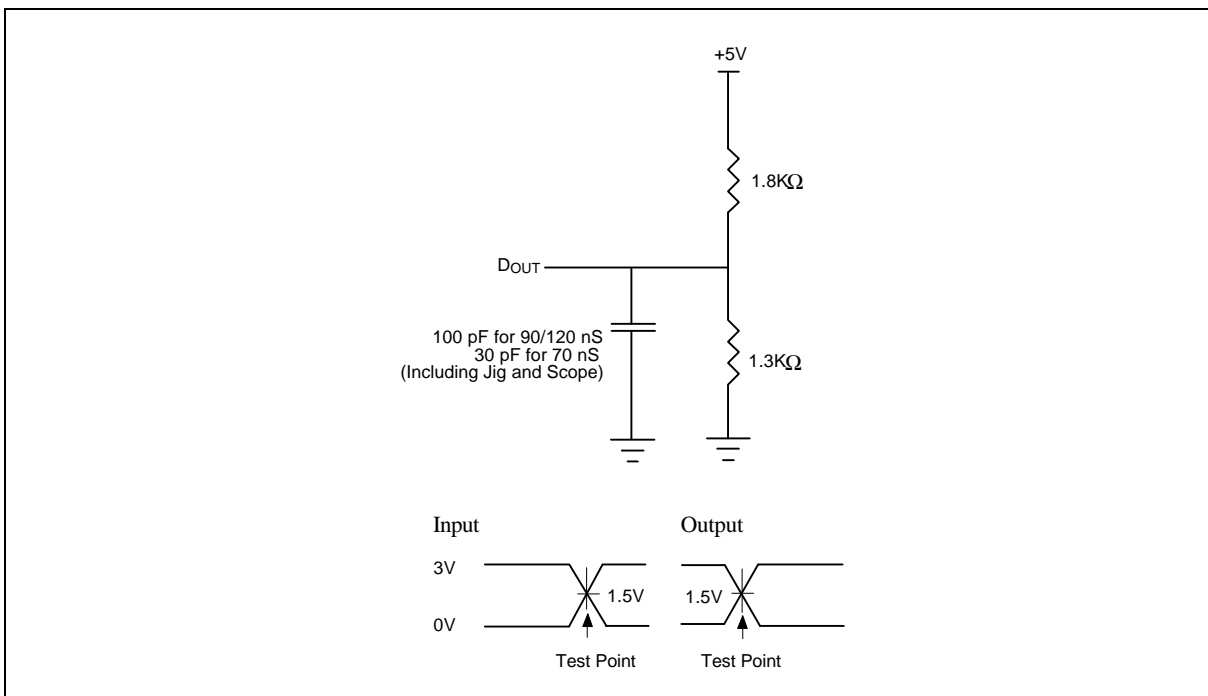 +5V
1.8KΩ
DOUT
100 pF for 90/120 nS
30 pF for 70 nS
(Including Jig and Scope)
1.3KΩ
Input
Output
3V
1.5V
1.5V
0V
Test Point
Test Point